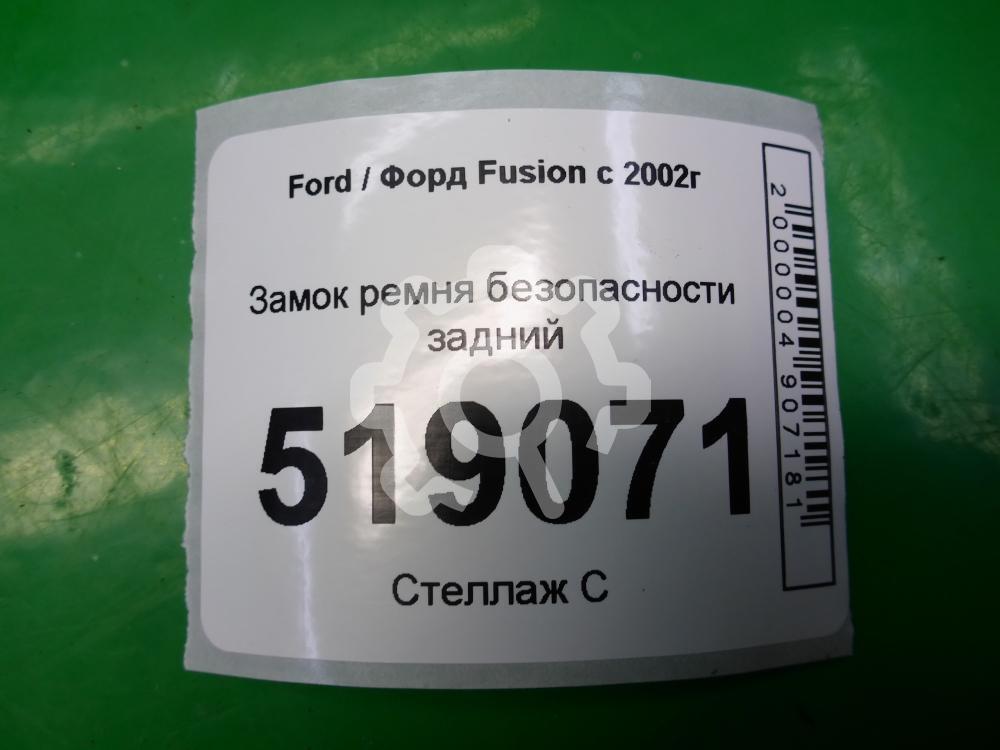 Ford / Форд Fusion с 2002г
Замок ремня безопасности
задний
519071
Стеллаж С
2000004907181